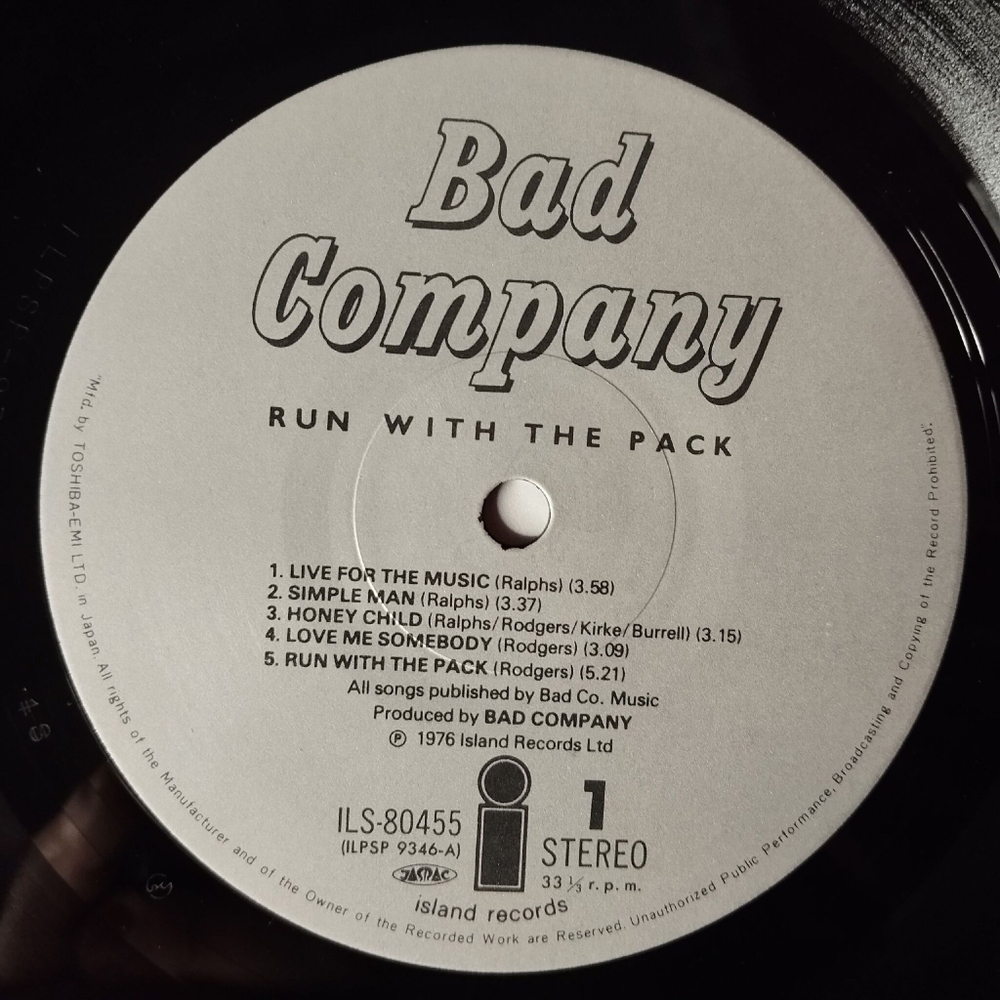 Bad
Company
RUN WITH THE PACK
1. LIVE FOR THE MUSIC (Ralphs) (3.58)
2. SIMPLE MAN (Ralphs) (3.37)
3. HONEY CHILD (Ralphs/Rodgers/Kirke/Burrell) (3.15)
4. LOVE ME SOMEBODY (Rodgers) (3.09)
5. RUN WITH THE PACK (Rodgers) (5.21)
All songs published by Bad Co. Music
Produced by BAD COMPANY
Ⓟ 1976 Island Records Ltd
ILS-80455
(ILPSP 9346-A)
JASRAC
i
1
STEREO
33 ⅓ r.p.m.
island records
"Mfd. by TOSHIBA-EMI LTD. in Japan. All rights of the Manufacturer and of the Owner of the Recorded Work are Reserved. Unauthorized Public Performance, Broadcasting and Copying of the Record Prohibited".